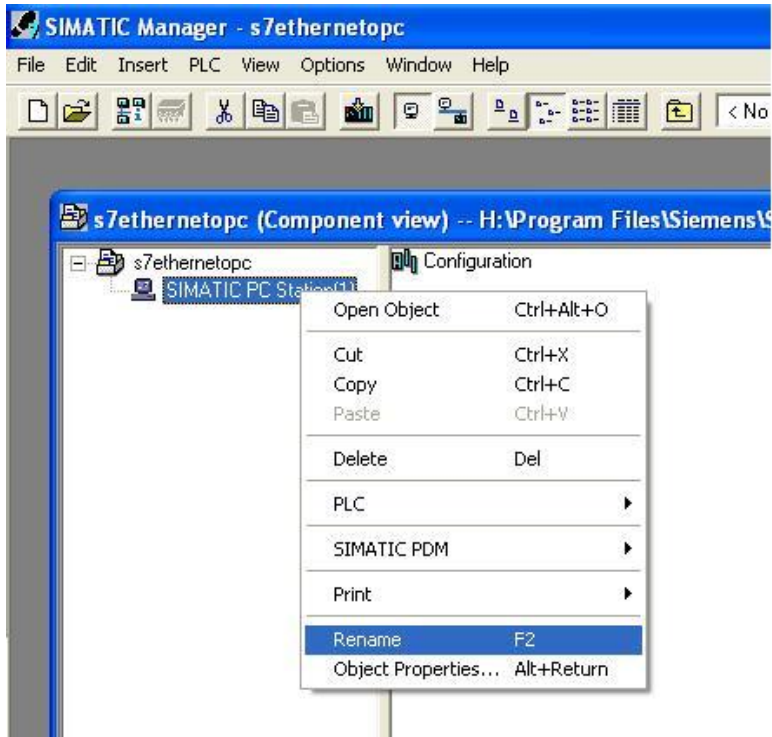 SIMATIC Manager - s7ethernetopc
File Edit Insert PLC View Options Window Help
< No
s7ethernetopc (Component view) -- H:\Program Files\Siemens\S
s7ethernetopc
Configuration
SIMATIC PC Station(1)
Open Object Ctrl+Alt+O
Cut Ctrl+X
Copy Ctrl+C
Paste Ctrl+V
Delete Del
PLC
SIMATIC PDM
Print
Rename F2
Object Properties... Alt+Return